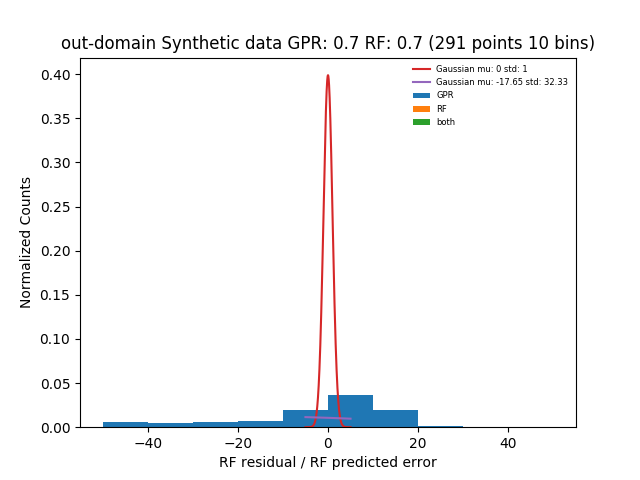 out-domain Synthetic data GPR: 0.7 RF: 0.7 (291 points 10 bins)
Gaussian mu: 0 std: 1
Gaussian mu: -17.65 std: 32.33
GPR
RF
both
0.40
0.35
0.30
0.25
0.20
0.15
0.10
0.05
0.00
Normalized Counts
−40 −20 0 20 40
RF residual / RF predicted error